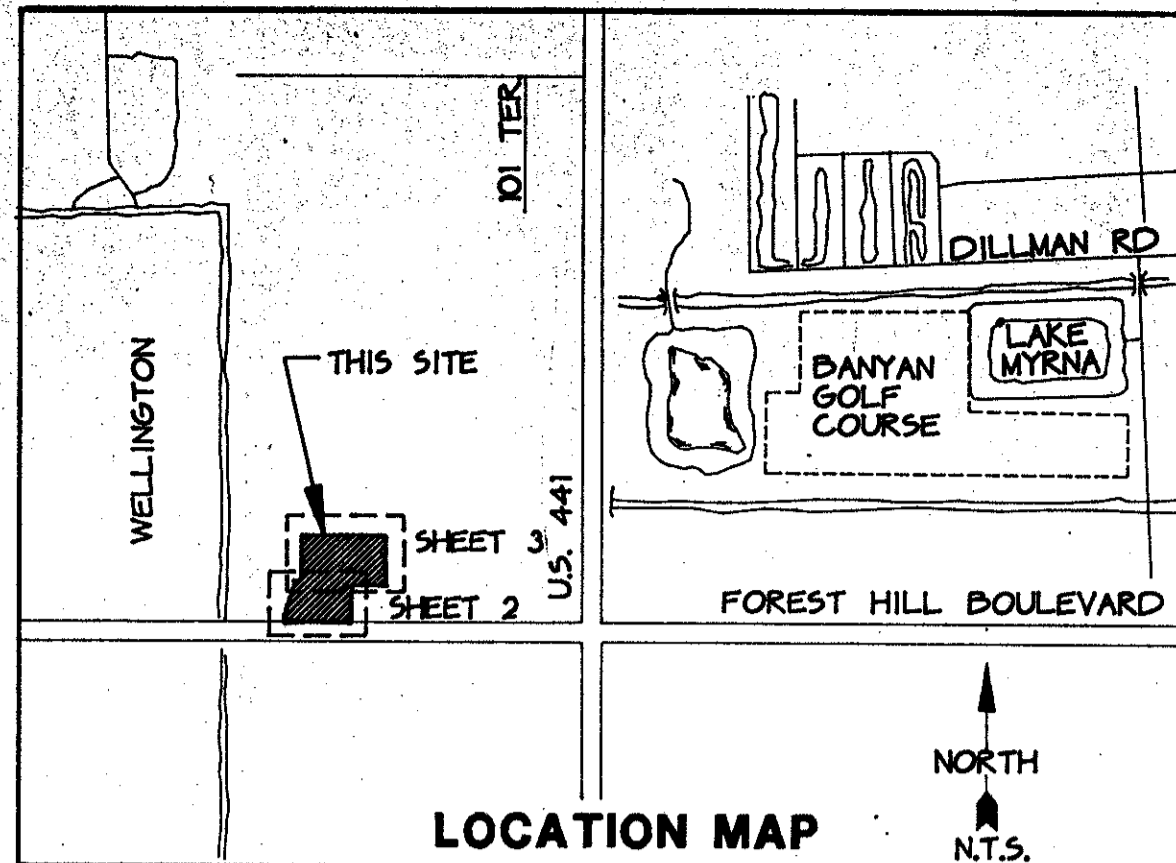 101 TER.
DILLMAN RD
LAKE
MYRNA
BANYAN
GOLF
COURSE
THIS SITE
WELLINGTON
SHEET 3
U.S. 441
SHEET 2
FOREST HILL BOULEVARD
NORTH
N.T.S.
LOCATION MAP